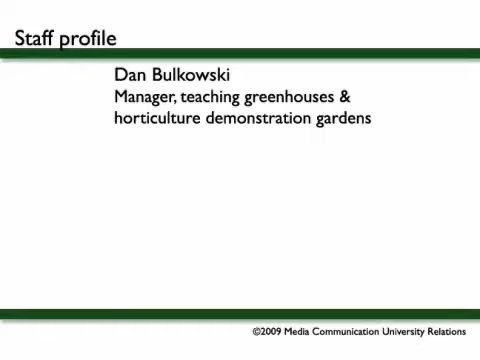 Staff profile
Dan Bulkowski
Manager, teaching greenhouses &
horticulture demonstration gardens
©2009 Media Communication University Relations